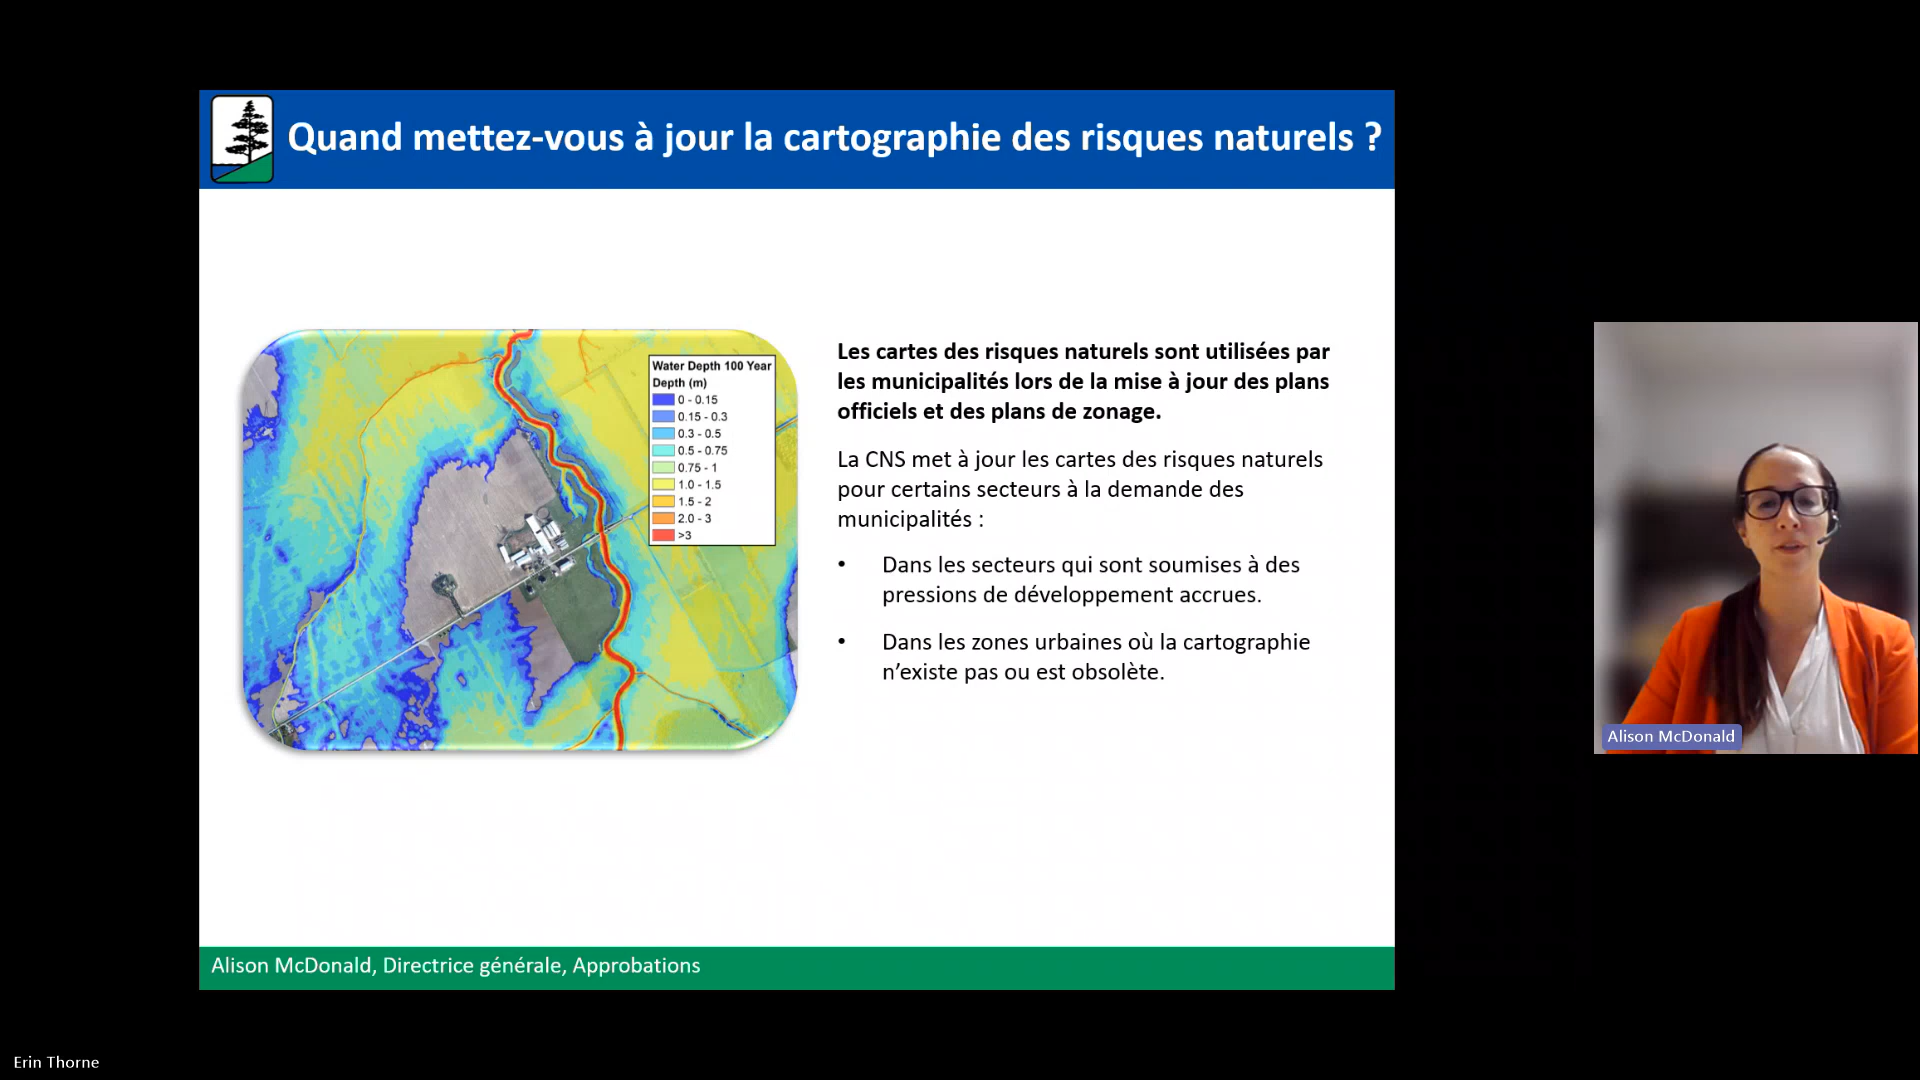 Quand mettez-vous à jour la cartographie des risques naturels ?
Water Depth 100 Year
Depth (m)
0 - 0.15
0.15 - 0.3
0.3 - 0.5
0.5 - 0.75
0.75 - 1
1.0 - 1.5
1.5 - 2
2.0 - 3
>3
Les cartes des risques naturels sont utilisées par
les municipalités lors de la mise à jour des plans
officiels et des plans de zonage.
La CNS met à jour les cartes des risques naturels
pour certains secteurs à la demande des
municipalités :
• Dans les secteurs qui sont soumises à des
pressions de développement accrues.
• Dans les zones urbaines où la cartographie
n’existe pas ou est obsolète.
Alison McDonald
Alison McDonald, Directrice générale, Approbations
Erin Thorne